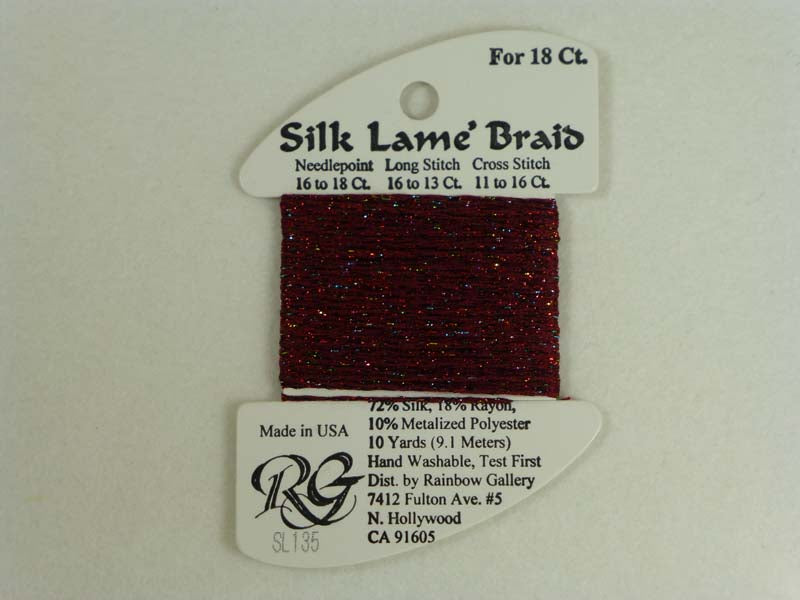 For 18 Ct.
Silk Lame' Braid
Needlepoint Long Stitch Cross Stitch
16 to 18 Ct. 16 to 13 Ct. 11 to 16 Ct.
72% Silk, 18% Rayon,
10% Metalized Polyester
10 Yards (9.1 Meters)
Hand Washable, Test First
Dist. by Rainbow Gallery
7412 Fulton Ave. #5
N. Hollywood
CA 91605
Made in USA
RG
SL135